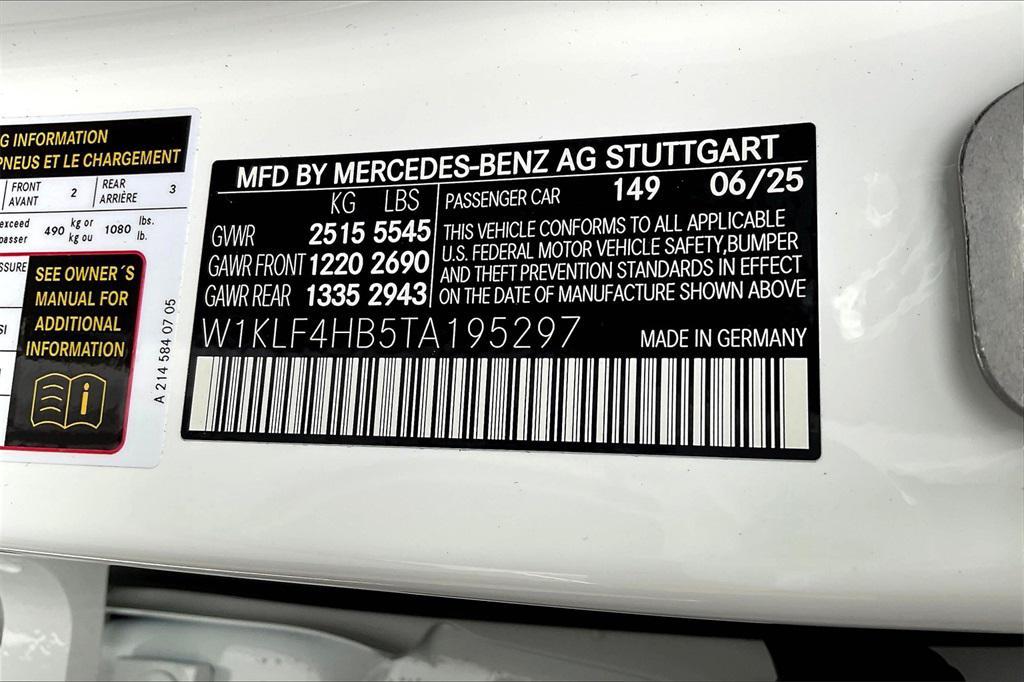 G INFORMATION
PNEUS ET LE CHARGEMENT
FRONT
AVANT
2
REAR
ARRIÈRE
3
exceed
490 kg or
kg ou
1080 lbs.
lb.
SEE OWNER´S
MANUAL FOR
ADDITIONAL
INFORMATION
A 214 584 07 05
MFD BY MERCEDES-BENZ AG STUTTGART
KG LBS
GVWR 2515 5545
GAWR FRONT 1220 2690
GAWR REAR 1335 2943
PASSENGER CAR 149 06/25
THIS VEHICLE CONFORMS TO ALL APPLICABLE
U.S. FEDERAL MOTOR VEHICLE SAFETY,BUMPER
AND THEFT PREVENTION STANDARDS IN EFFECT
ON THE DATE OF MANUFACTURE SHOWN ABOVE
W1KLF4HB5TA195297
MADE IN GERMANY